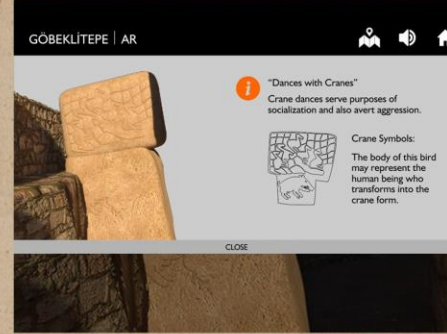 GÖBEKLİTEPE | AR
"Dances with Cranes"
Crane dances serve purposes of
socialization and also avert aggression.
Crane Symbols:
The body of this bird
may represent the
human being who
transforms into the
crane form.
CLOSE